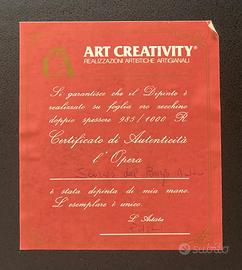 ART CREATIVITY®
REALIZZAZIONI ARTISTICHE ARTIGIANALI
Si garantisce che il Dipinto è
realizzato su foglia oro zecchino
doppio spessore 985/1000 R.
Certificato di Autenticità
l'Opera
è stata dipinta di mia mano.
L'esemplare è unico.
L'Artista
subito